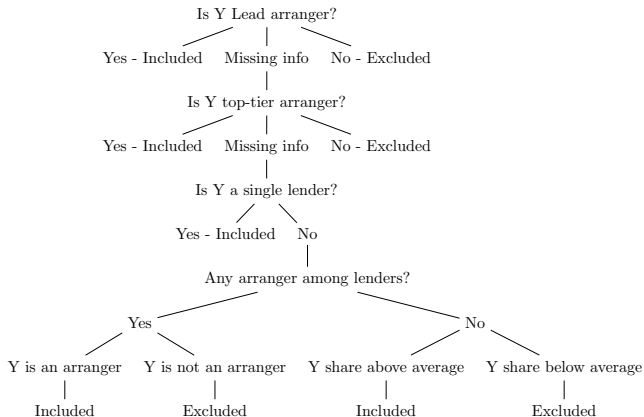 Is Y Lead arranger?
Yes - Included Missing info No - Excluded
Is Y top-tier arranger?
Yes - Included Missing info No - Excluded
Is Y a single lender?
Yes - Included No
Any arranger among lenders?
Yes No
Y is an arranger Y is not an arranger Y share above average Y share below average
Included Excluded Included Excluded